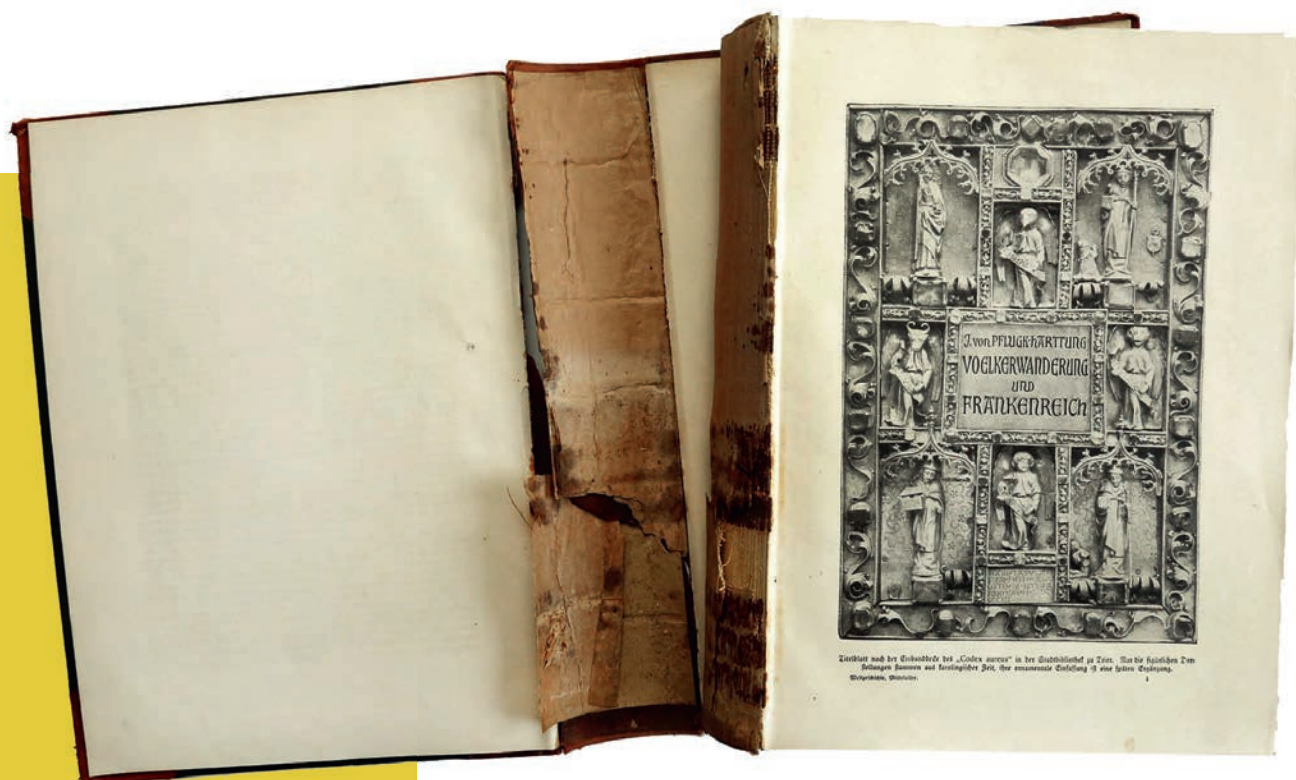 J. von PFLUGK-HARTTUNG
VOELKERWANDERUNG
UND
FRANKENREICH
Titelblatt nach der Einbanddecke des „Codex aureus“ in der Stadtbibliothek zu Trier. Nur die figürlichen Dar
stellungen stammen aus karolingischer Zeit, ihre ornamentale Einfassung ist eine spätere Ergänzung.
Weltgeschichte, Mittelalter.
1